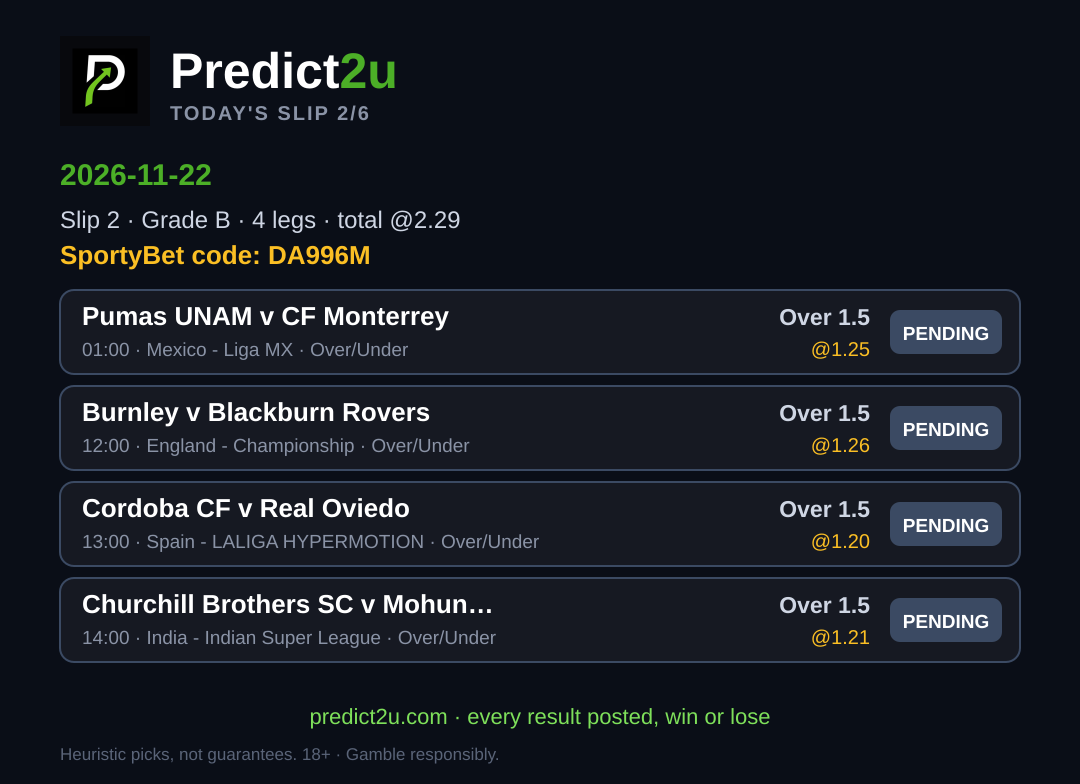 Predict2u
TODAY'S SLIP 2/6
2026-11-22
Slip 2 · Grade B · 4 legs · total @2.29
SportyBet code: DA996M
Pumas UNAM v CF Monterrey
Over 1.5
PENDING
01:00 · Mexico - Liga MX · Over/Under
@1.25
Burnley v Blackburn Rovers
Over 1.5
PENDING
12:00 · England - Championship · Over/Under
@1.26
Cordoba CF v Real Oviedo
Over 1.5
PENDING
13:00 · Spain - LALIGA HYPERMOTION · Over/Under
@1.20
Churchill Brothers SC v Mohun…
Over 1.5
PENDING
14:00 · India - Indian Super League · Over/Under
@1.21
predict2u.com · every result posted, win or lose
Heuristic picks, not guarantees. 18+ · Gamble responsibly.